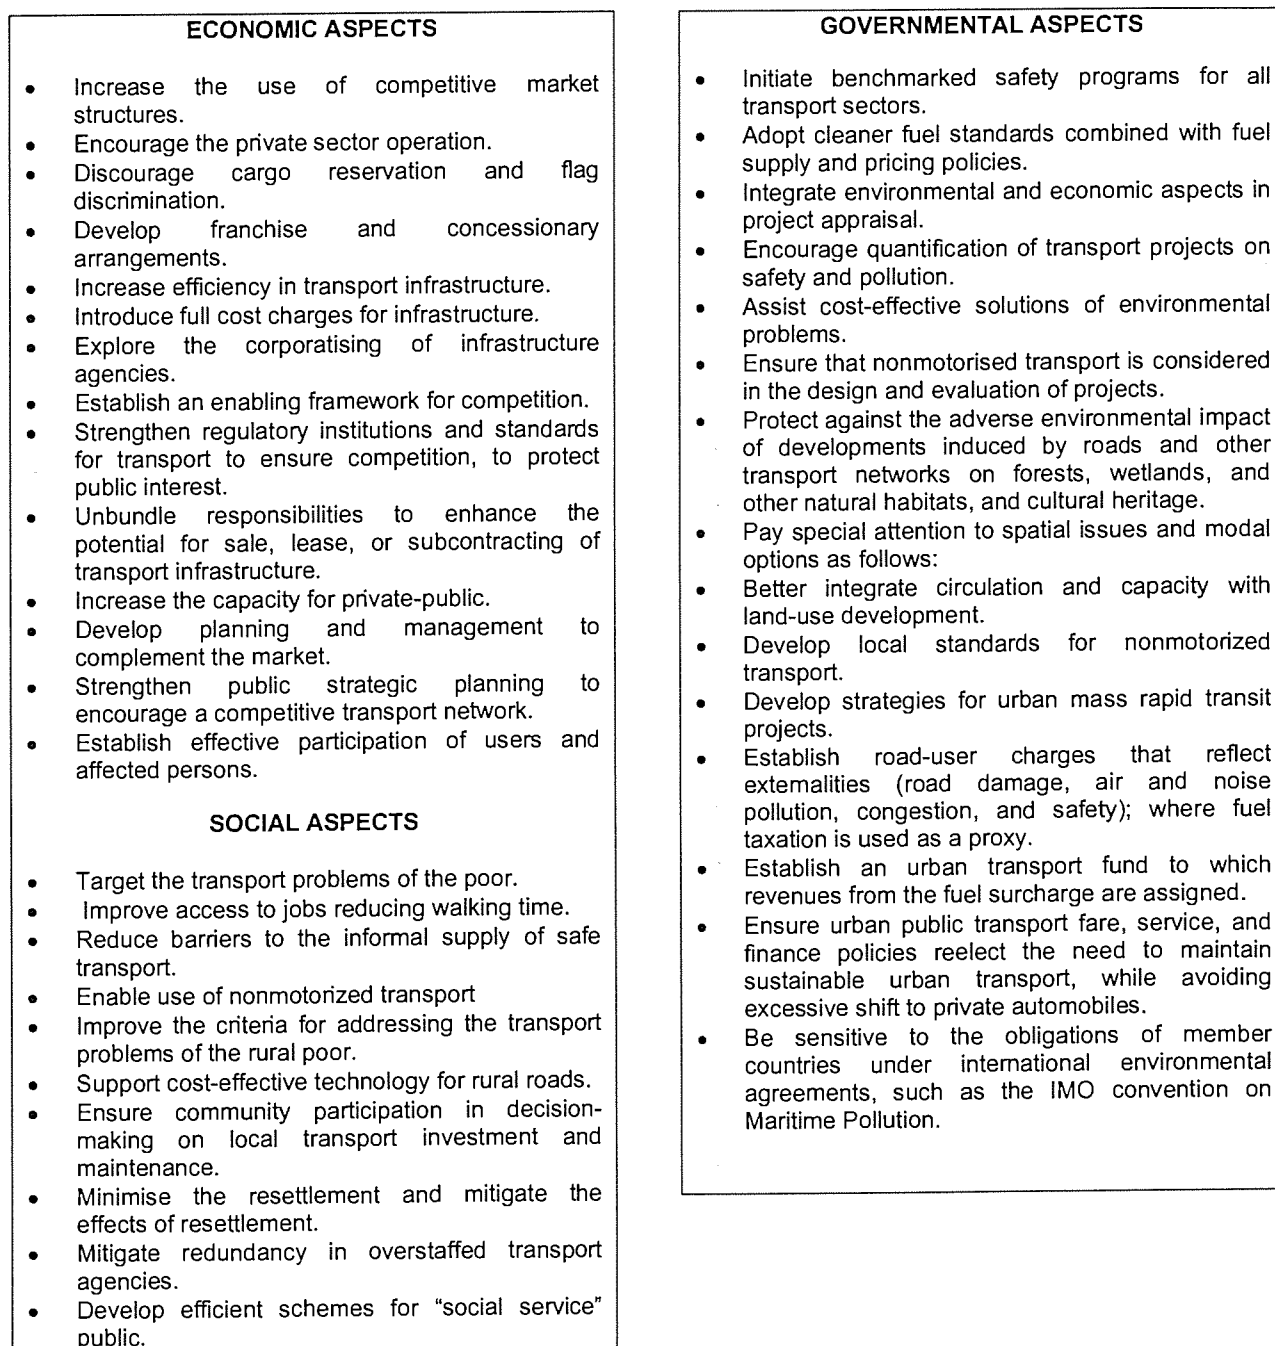 ECONOMIC ASPECTS
• Increase the use of competitive market
structures.
• Encourage the private sector operation.
• Discourage cargo reservation and flag
discrimination.
• Develop franchise and concessionary
arrangements.
• Increase efficiency in transport infrastructure.
• Introduce full cost charges for infrastructure.
• Explore the corporatising of infrastructure
agencies.
• Establish an enabling framework for competition.
• Strengthen regulatory institutions and standards
for transport to ensure competition, to protect
public interest.
• Unbundle responsibilities to enhance the
potential for sale, lease, or subcontracting of
transport infrastructure.
• Increase the capacity for private-public.
• Develop planning and management to
complement the market.
• Strengthen public strategic planning to
encourage a competitive transport network.
• Establish effective participation of users and
affected persons.
SOCIAL ASPECTS
• Target the transport problems of the poor.
• Improve access to jobs reducing walking time.
• Reduce barriers to the informal supply of safe
transport.
• Enable use of nonmotorized transport
• Improve the criteria for addressing the transport
problems of the rural poor.
• Support cost-effective technology for rural roads.
• Ensure community participation in decision-
making on local transport investment and
maintenance.
• Minimise the resettlement and mitigate the
effects of resettlement.
• Mitigate redundancy in overstaffed transport
agencies.
• Develop efficient schemes for “social service”
public.
GOVERNMENTAL ASPECTS
• Initiate benchmarked safety programs for all
transport sectors.
• Adopt cleaner fuel standards combined with fuel
supply and pricing policies.
• Integrate environmental and economic aspects in
project appraisal.
• Encourage quantification of transport projects on
safety and pollution.
• Assist cost-effective solutions of environmental
problems.
• Ensure that nonmotorised transport is considered
in the design and evaluation of projects.
• Protect against the adverse environmental impact
of developments induced by roads and other
transport networks on forests, wetlands, and
other natural habitats, and cultural heritage.
• Pay special attention to spatial issues and modal
options as follows:
• Better integrate circulation and capacity with
land-use development.
• Develop local standards for nonmotorized
transport.
• Develop strategies for urban mass rapid transit
projects.
• Establish road-user charges that reflect
externalities (road damage, air and noise
pollution, congestion, and safety); where fuel
taxation is used as a proxy.
• Establish an urban transport fund to which
revenues from the fuel surcharge are assigned.
• Ensure urban public transport fare, service, and
finance policies reelect the need to maintain
sustainable urban transport, while avoiding
excessive shift to private automobiles.
• Be sensitive to the obligations of member
countries under international environmental
agreements, such as the IMO convention on
Maritime Pollution.